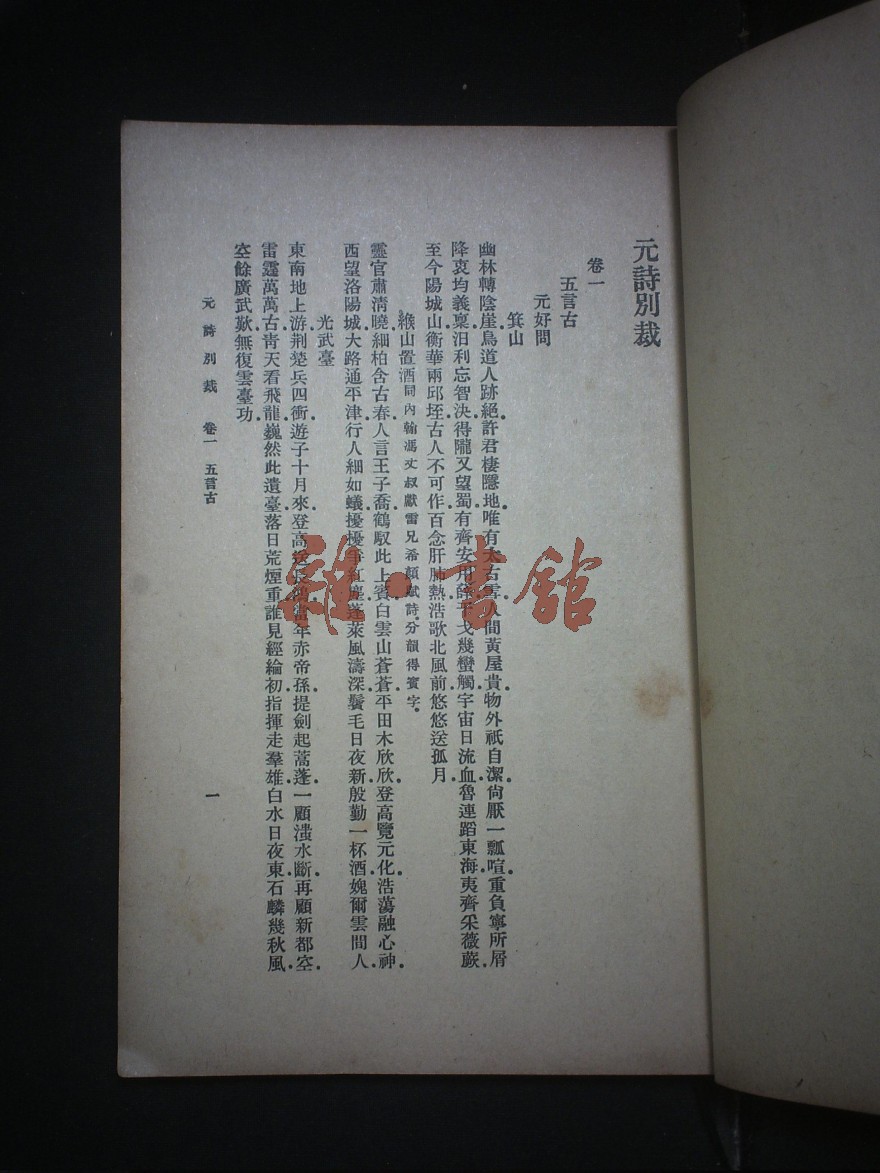 元詩別裁
卷一
五言古
元好問
箕山
幽林轉陰崖鳥道人跡絕許君棲隱地唯有太古雪人間黃屋貴物外祇自潔尙厭一瓢喧重負寧所屑
降衷均義稟汨利忘智決得隴又望蜀有齊安用薛干戈幾蠻觸宇宙日流血魯連蹈東海夷齊采薇蕨
至今陽城山衡華兩邱垤古人不可作百念肝肺熱浩歌北風前悠悠送孤月
緱山置酒同內翰馮丈叔獻雷兄希顏賦詩分韻得賓字
靈官肅清曉細柏含古春人言王子喬鶴馭此上賓白雲山蒼蒼平田木欣欣登高覽元化浩蕩融心神
西望洛陽城大路通平津行人細如蟻擾擾爭紅塵蓬萊風濤深鬢毛日夜新殷勤一杯酒媿爾雲間人
光武臺
東南地上游荆楚兵四衝遊子十月來登高送長鴻當年赤帝孫提劍起蒿蓬一顧潰水斷再顧新都空
雷霆萬萬古靑天看飛龍巍然此遺臺落日荒煙重誰見經綸初指揮走羣雄白水日夜東石麟幾秋風
空餘廣武歎無復雲臺功
元詩別裁 卷一 五言古
一
雜·書館